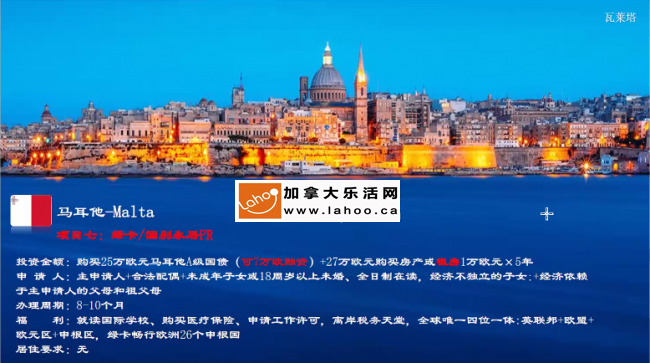 瓦莱塔
加拿大乐活网
Lahoo
www.lahoo.ca
马耳他-Malta
项目七：绿卡/国别永居PR
投资金额：购买25万欧元马耳他A级国债（可7万欧融资）+27万欧元购买房产或租房1万欧元×5年
申 请 人：主申请人+合法配偶+未成年子女或18周岁以上未婚、全日制在读，经济不独立的子女;+经济依赖
于主申请人的父母和祖父母
办理周期：8-10个月
福 利：就读国际学校、购买医疗保险、申请工作许可，离岸税务天堂，全球唯一四位一体:英联邦+欧盟+
欧元区+申根区，绿卡畅行欧洲26个申根国
居住要求：无